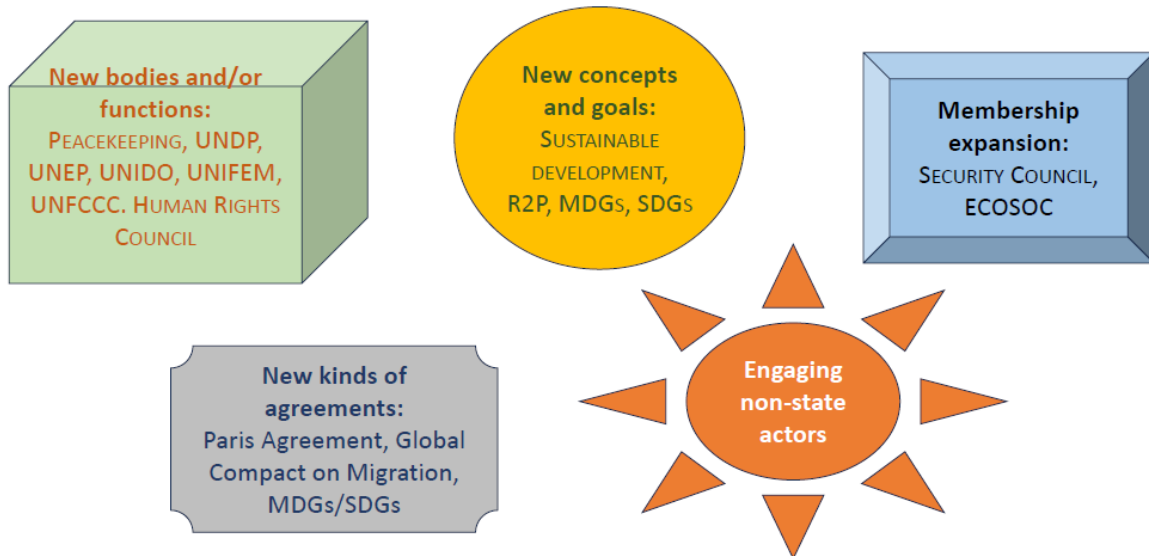 New bodies and/or
functions:
PEACEKEEPING, UNDP,
UNEP, UNIDO, UNIFEM,
UNFCCC. HUMAN RIGHTS
COUNCIL
New concepts
and goals:
SUSTAINABLE
DEVELOPMENT,
R2P, MDGS, SDGS
Membership
expansion:
SECURITY COUNCIL,
ECOSOC
New kinds of
agreements:
Paris Agreement, Global
Compact on Migration,
MDGs/SDGs
Engaging
non-state
actors